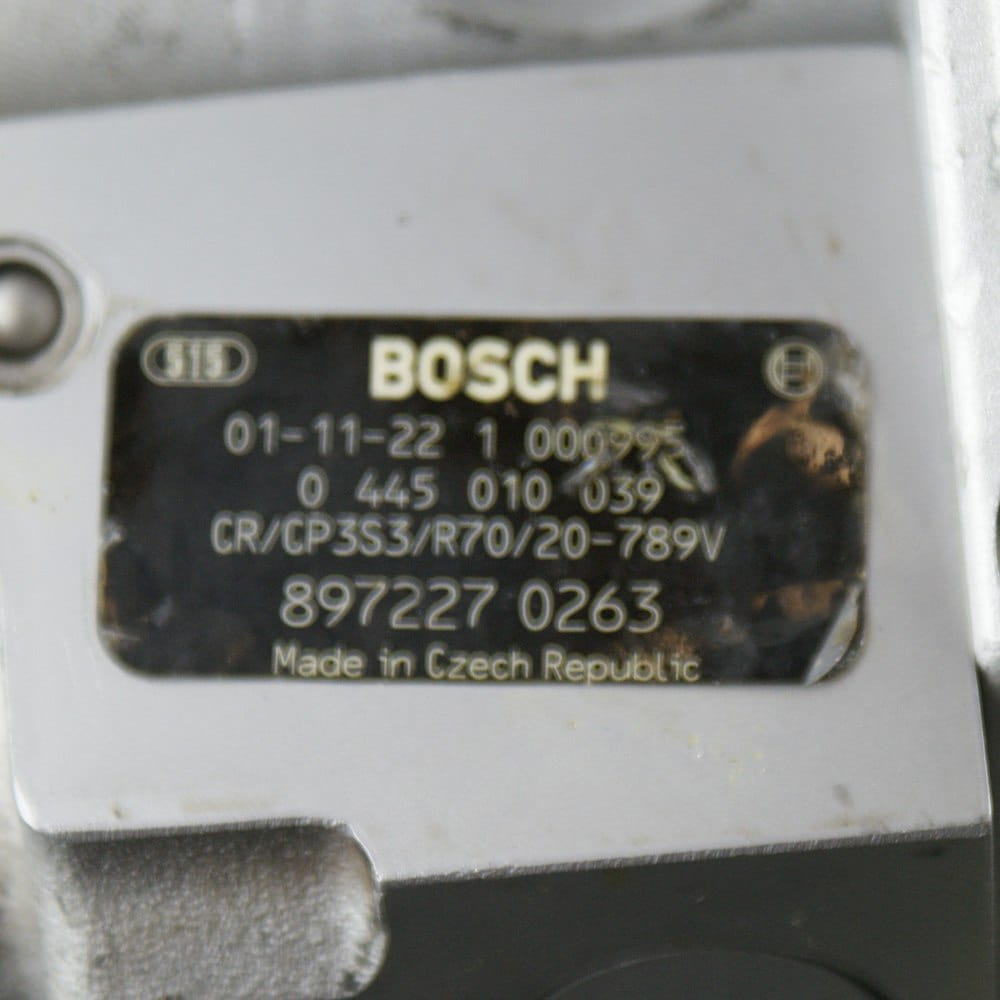 515
BOSCH
01-11-22 1 000995
0 445 010 039
CR/CP3S3/R70/20-789V
897227 0263
Made in Czech Republic